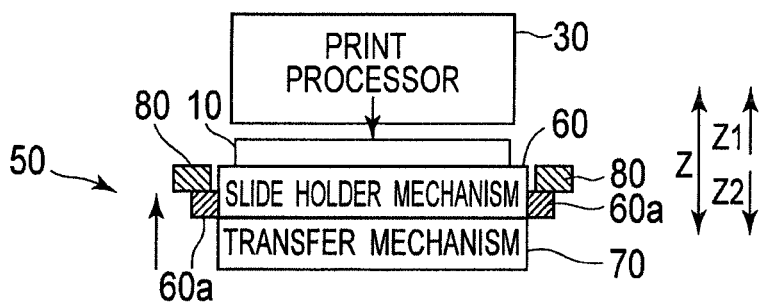 30
PRINT
PROCESSOR
10
60
80
50
Z
Z1
Z2
SLIDE HOLDER MECHANISM
80
60a
TRANSFER MECHANISM
70
60a